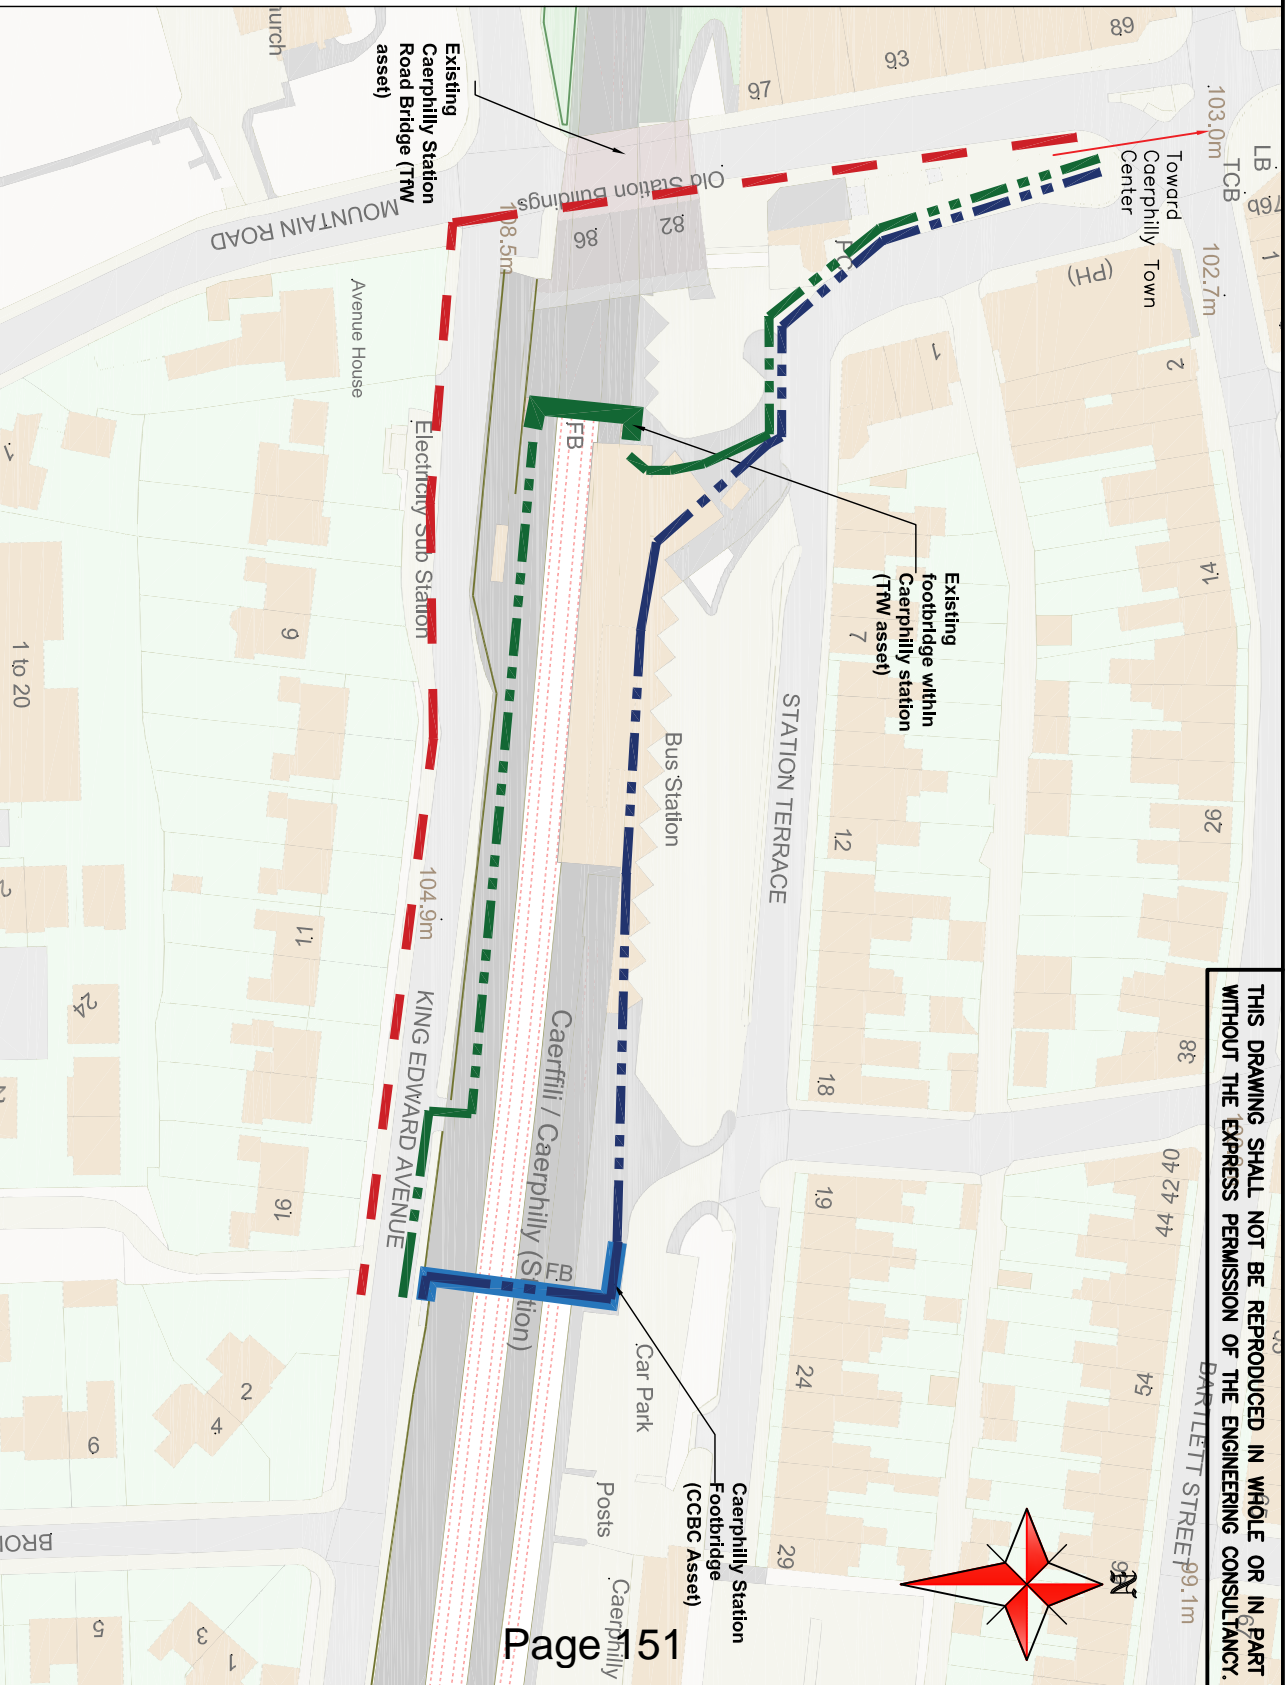 THIS DRAWING SHALL NOT BE REPRODUCED IN WHOLE OR IN PART
WITHOUT THE EXPRESS PERMISSION OF THE ENGINEERING CONSULTANCY.
LB
TCB
103.0m
76b
1
102.7m
Toward
Caerphilly Town
Center
89
93
97
(PH)
2
14
26
38
40
42
44
54
BARTLETT STREET
99.1m
PC
1
7
12
18
19
24
29
STATION TERRACE
Existing
footbridge within
Caerphilly station
(TfW asset)
Old Station Buildings
82
86
Existing
Caerphilly Station
Road Bridge (TfW
asset)
MOUNTAIN ROAD
108.5m
FB
Bus Station
Caerffili / Caerphilly (Station)
FB
Car Park
Posts
Caerphilly
Caerphilly Station
Footbridge
(CCBC Asset)
N
Avenue House
Electricity Sub Station
104.9m
KING EDWARD AVENUE
9
11
16
1 to 20
24
2
4
6
5
3
1
Page 151